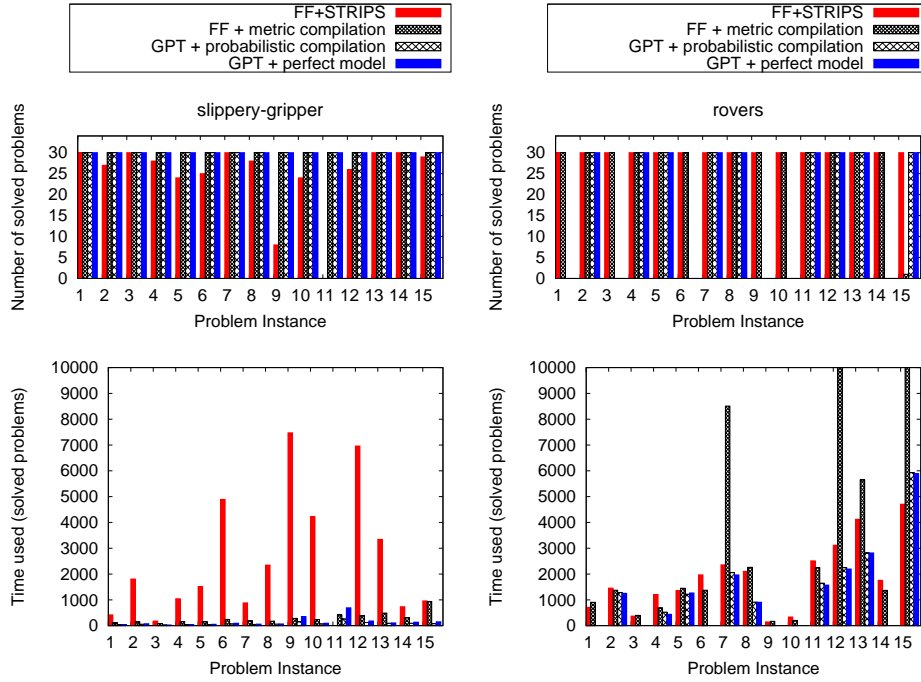 FF+STRIPS
FF + metric compilation
GPT + probabilistic compilation
GPT + perfect model
slippery-gripper
Number of solved problems
30
25
20
15
10
5
0
1 2 3 4 5 6 7 8 9 10 11 12 13 14 15
Problem Instance
Time used (solved problems)
10000
9000
8000
7000
6000
5000
4000
3000
2000
1000
0
1 2 3 4 5 6 7 8 9 10 11 12 13 14 15
Problem Instance
FF+STRIPS
FF + metric compilation
GPT + probabilistic compilation
GPT + perfect model
rovers
Number of solved problems
30
25
20
15
10
5
0
1 2 3 4 5 6 7 8 9 10 11 12 13 14 15
Problem Instance
Time used (solved problems)
10000
9000
8000
7000
6000
5000
4000
3000
2000
1000
0
1 2 3 4 5 6 7 8 9 10 11 12 13 14 15
Problem Instance